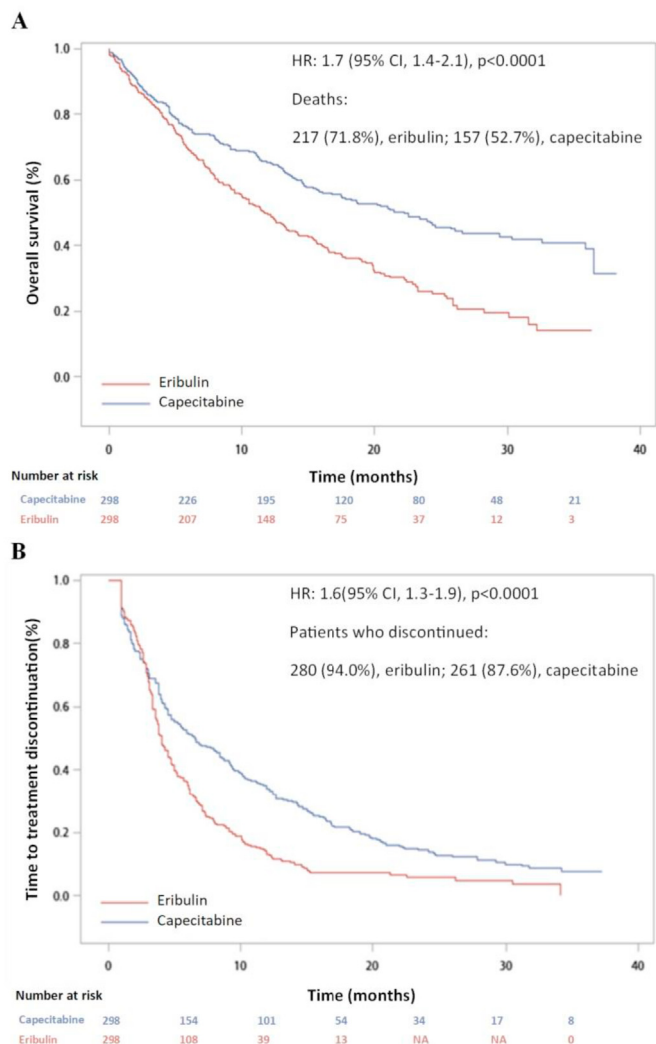 A
HR: 1.7 (95% CI, 1.4-2.1), p<0.0001
Deaths:
217 (71.8%), eribulin; 157 (52.7%), capecitabine
Overall survival (%)
1.0
0.8
0.6
0.4
0.2
0.0
Eribulin
Capecitabine
0 10 20 30 40
Number at risk
Time (months)
Capecitabine 298 226 195 120 80 48 21
Eribulin 298 207 148 75 37 12 3
B
HR: 1.6(95% CI, 1.3-1.9), p<0.0001
Patients who discontinued:
280 (94.0%), eribulin; 261 (87.6%), capecitabine
Time to treatment discontinuation(%)
1.0
0.8
0.6
0.4
0.2
0.0
Eribulin
Capecitabine
0 10 20 30 40
Number at risk
Time (months)
Capecitabine 298 154 101 54 34 17 8
Eribulin 298 108 39 13 NA NA 0